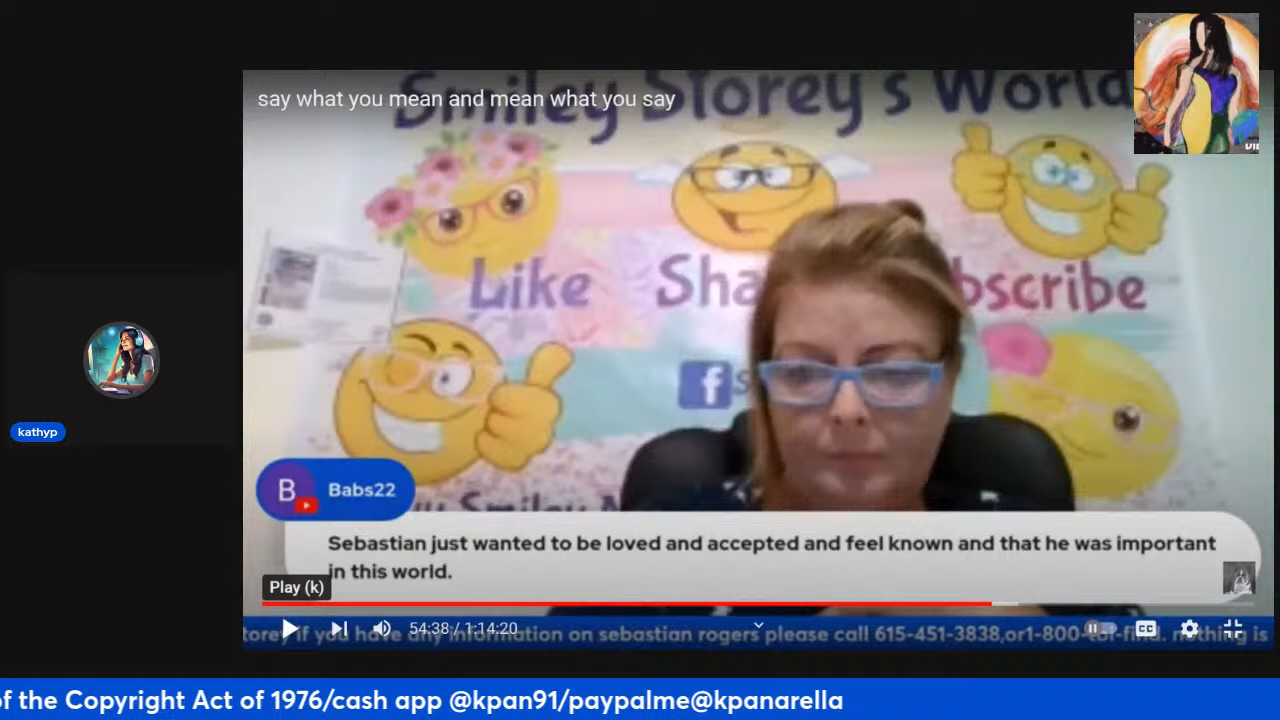 Smiley Storey's World
say what you mean and mean what you say
Like Sha bscribe
f s
kathyp
B Babs22
Sebastian just wanted to be loved and accepted and feel known and that he was important
in this world.
Play (k)
54:38 / 1:14:20
CC
torey if you have any information on sebastian rogers please call 615-451-3838,or1-800-tbi-find. nothing is
of the Copyright Act of 1976/cash app @kpan91/paypalme@kpanarella